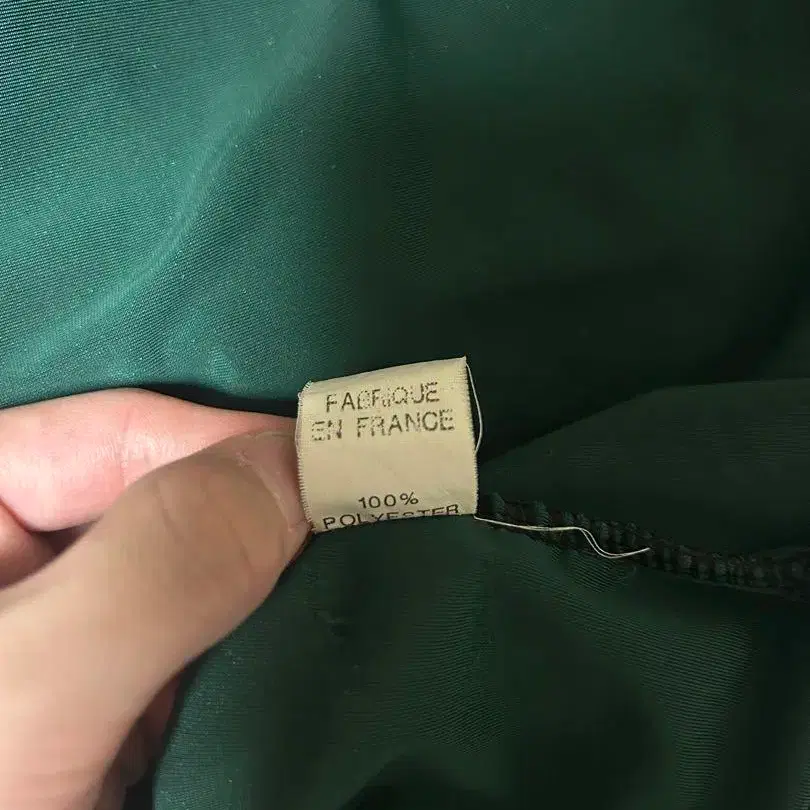 FABRIQUE
EN FRANCE
100%
POLYESTER